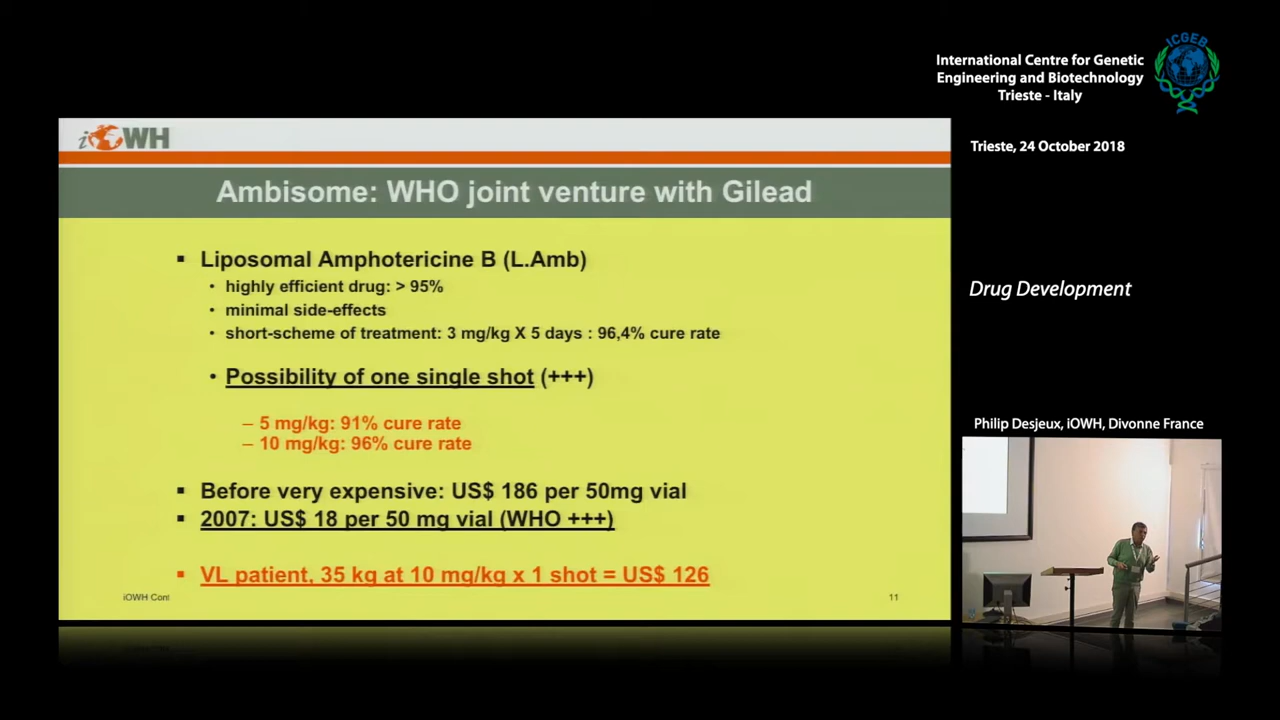 International Centre for Genetic
Engineering and Biotechnology
Trieste - Italy
ICGEB
Trieste, 24 October 2018
iOWH
Ambisome: WHO joint venture with Gilead
▪ Liposomal Amphotericine B (L.Amb)
• highly efficient drug: > 95%
• minimal side-effects
• short-scheme of treatment: 3 mg/kg X 5 days : 96,4% cure rate
• Possibility of one single shot (+++)
– 5 mg/kg: 91% cure rate
– 10 mg/kg: 96% cure rate
▪ Before very expensive: US$ 186 per 50mg vial
▪ 2007: US$ 18 per 50 mg vial (WHO +++)
▪ VL patient, 35 kg at 10 mg/kg x 1 shot = US$ 126
iOWH Conf
11
Drug Development
Philip Desjeux, iOWH, Divonne France